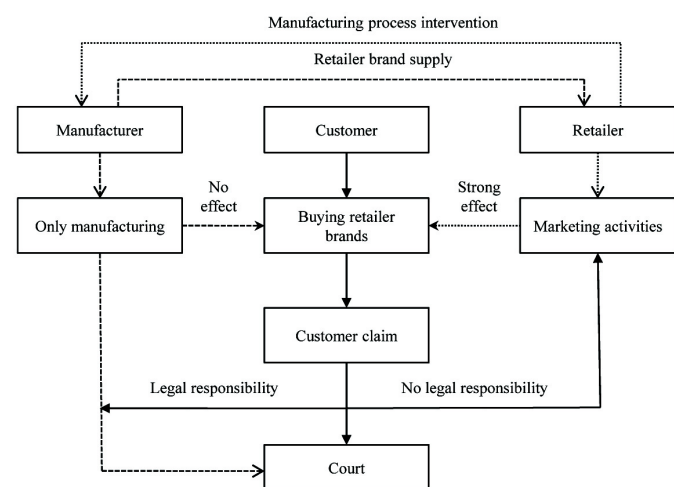 Manufacturing process intervention
Retailer brand supply
Manufacturer
Customer
Retailer
No
effect
Strong
effect
Only manufacturing
Buying retailer
brands
Marketing activities
Customer claim
Legal responsibility
No legal responsibility
Court